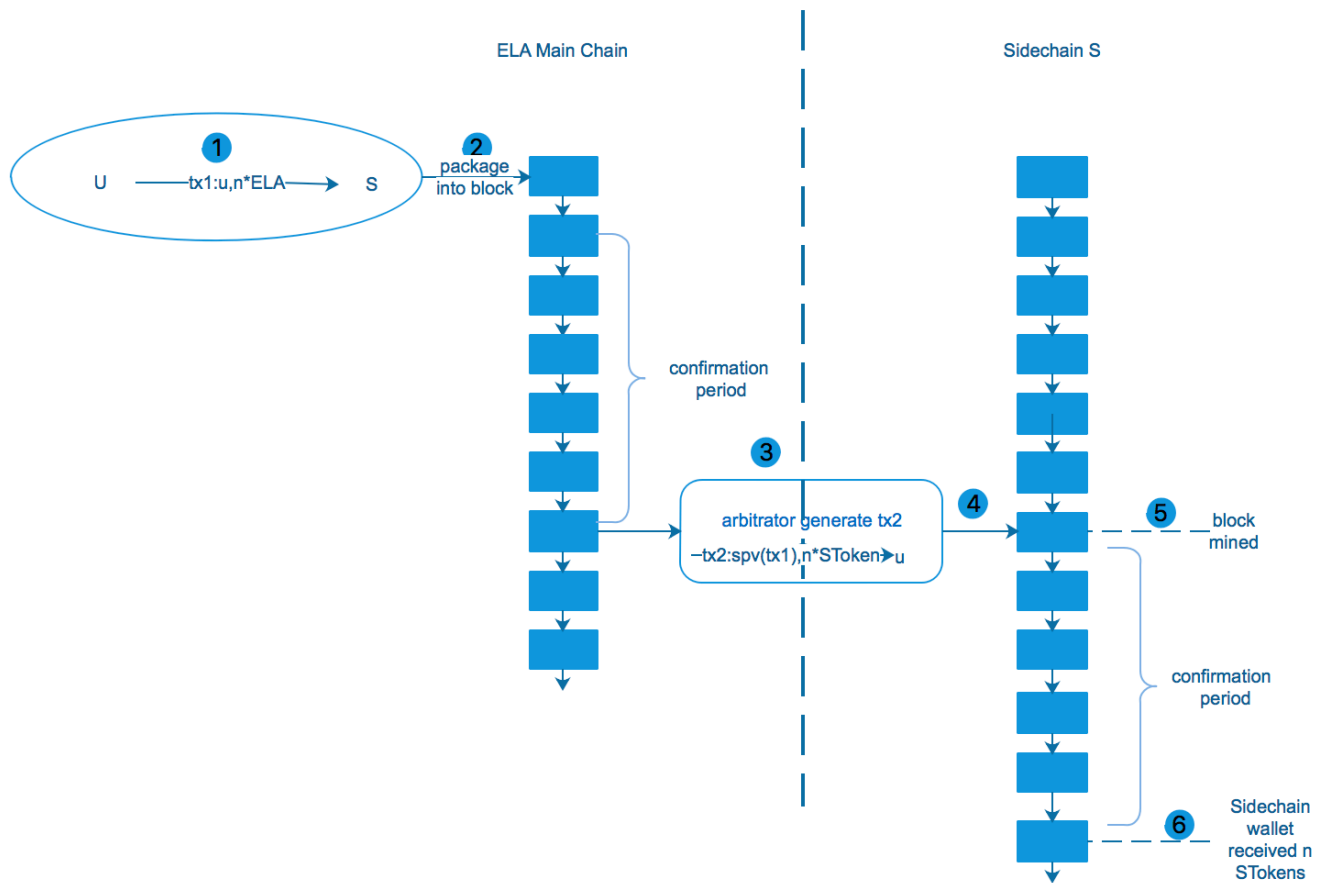 ELA Main Chain
Sidechain S
1
2
U
tx1:u,n*ELA
S
package
into block
confirmation
period
3
arbitrator generate tx2
tx2:spv(tx1),n*SToken
u
4
5
block
mined
confirmation
period
6
Sidechain
wallet
received n
STokens